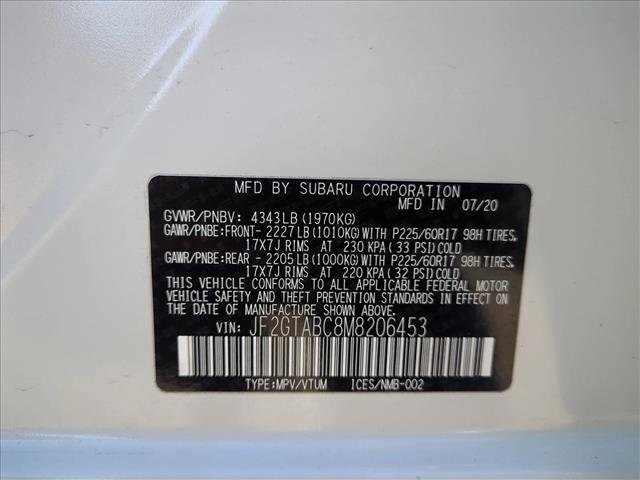 MFD BY SUBARU CORPORATION
MFD IN 07/20
GVWR/PNBV: 4343LB(1970KG)
GAWR/PNBE:FRONT- 2227LB(1010KG)WITH P225/60R17 98H TIRES,
17X7J RIMS AT 230 KPA(33 PSI)COLD
GAWR/PNBE:REAR - 2205LB(1000KG)WITH P225/60R17 98H TIRES,
17X7J RIMS AT 220 KPA(32 PSI)COLD
THIS VEHICLE CONFORMS TO ALL APPLICABLE FEDERAL MOTOR
VEHICLE SAFETY AND THEFT PREVENTION STANDARDS IN EFFECT ON
THE DATE OF MANUFACTURE SHOWN ABOVE.
VIN: JF2GTABC8M8206453
TYPE:MPV/VTUM ICES/NMB-002